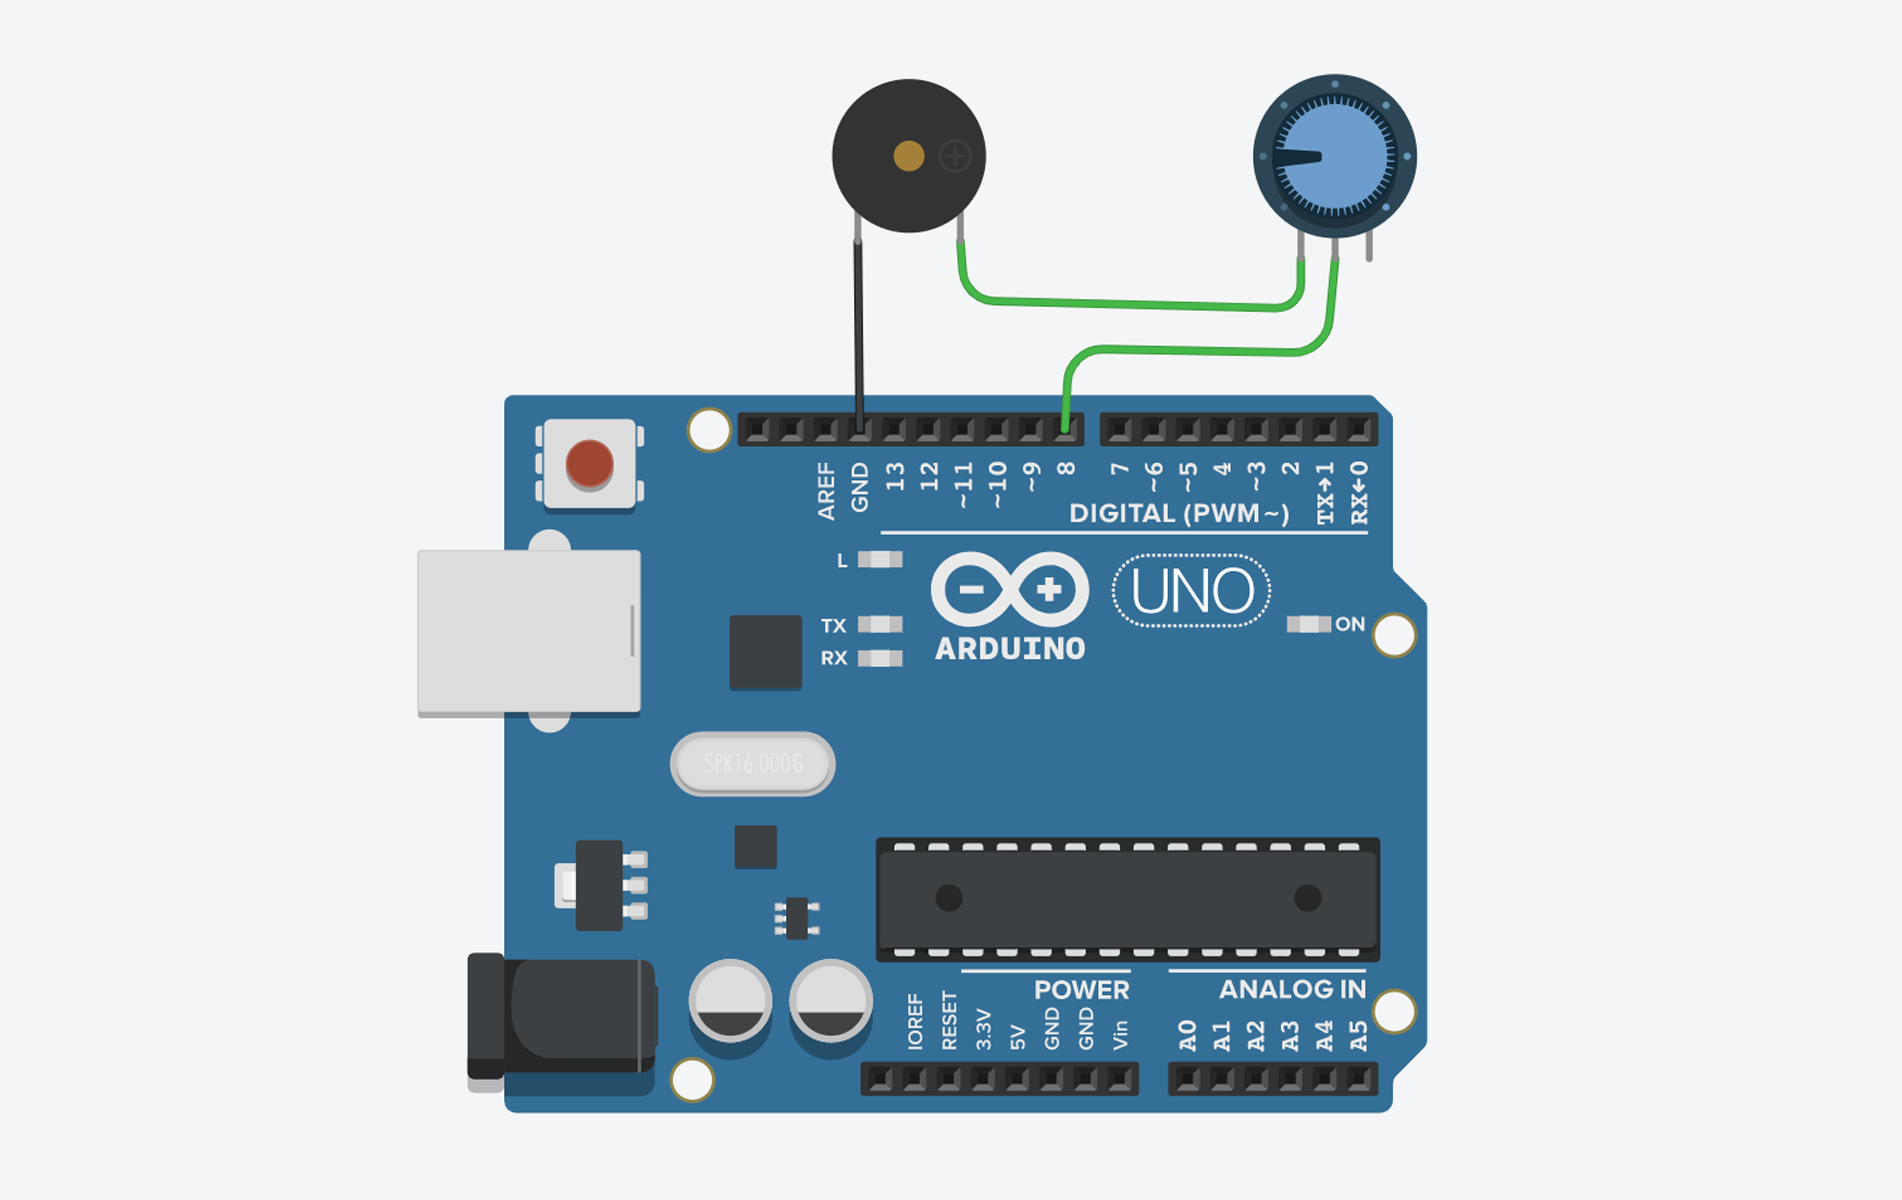 AREF
GND
13
12
~11
~10
~9
8
7
~6
~5
4
~3
2
TX→1
RX←0
DIGITAL (PWM~)
L
TX
RX
ARDUINO
UNO
ON
SPK16.000G
POWER
ANALOG IN
IOREF
RESET
3.3V
5V
GND
GND
Vin
A0
A1
A2
A3
A4
A5